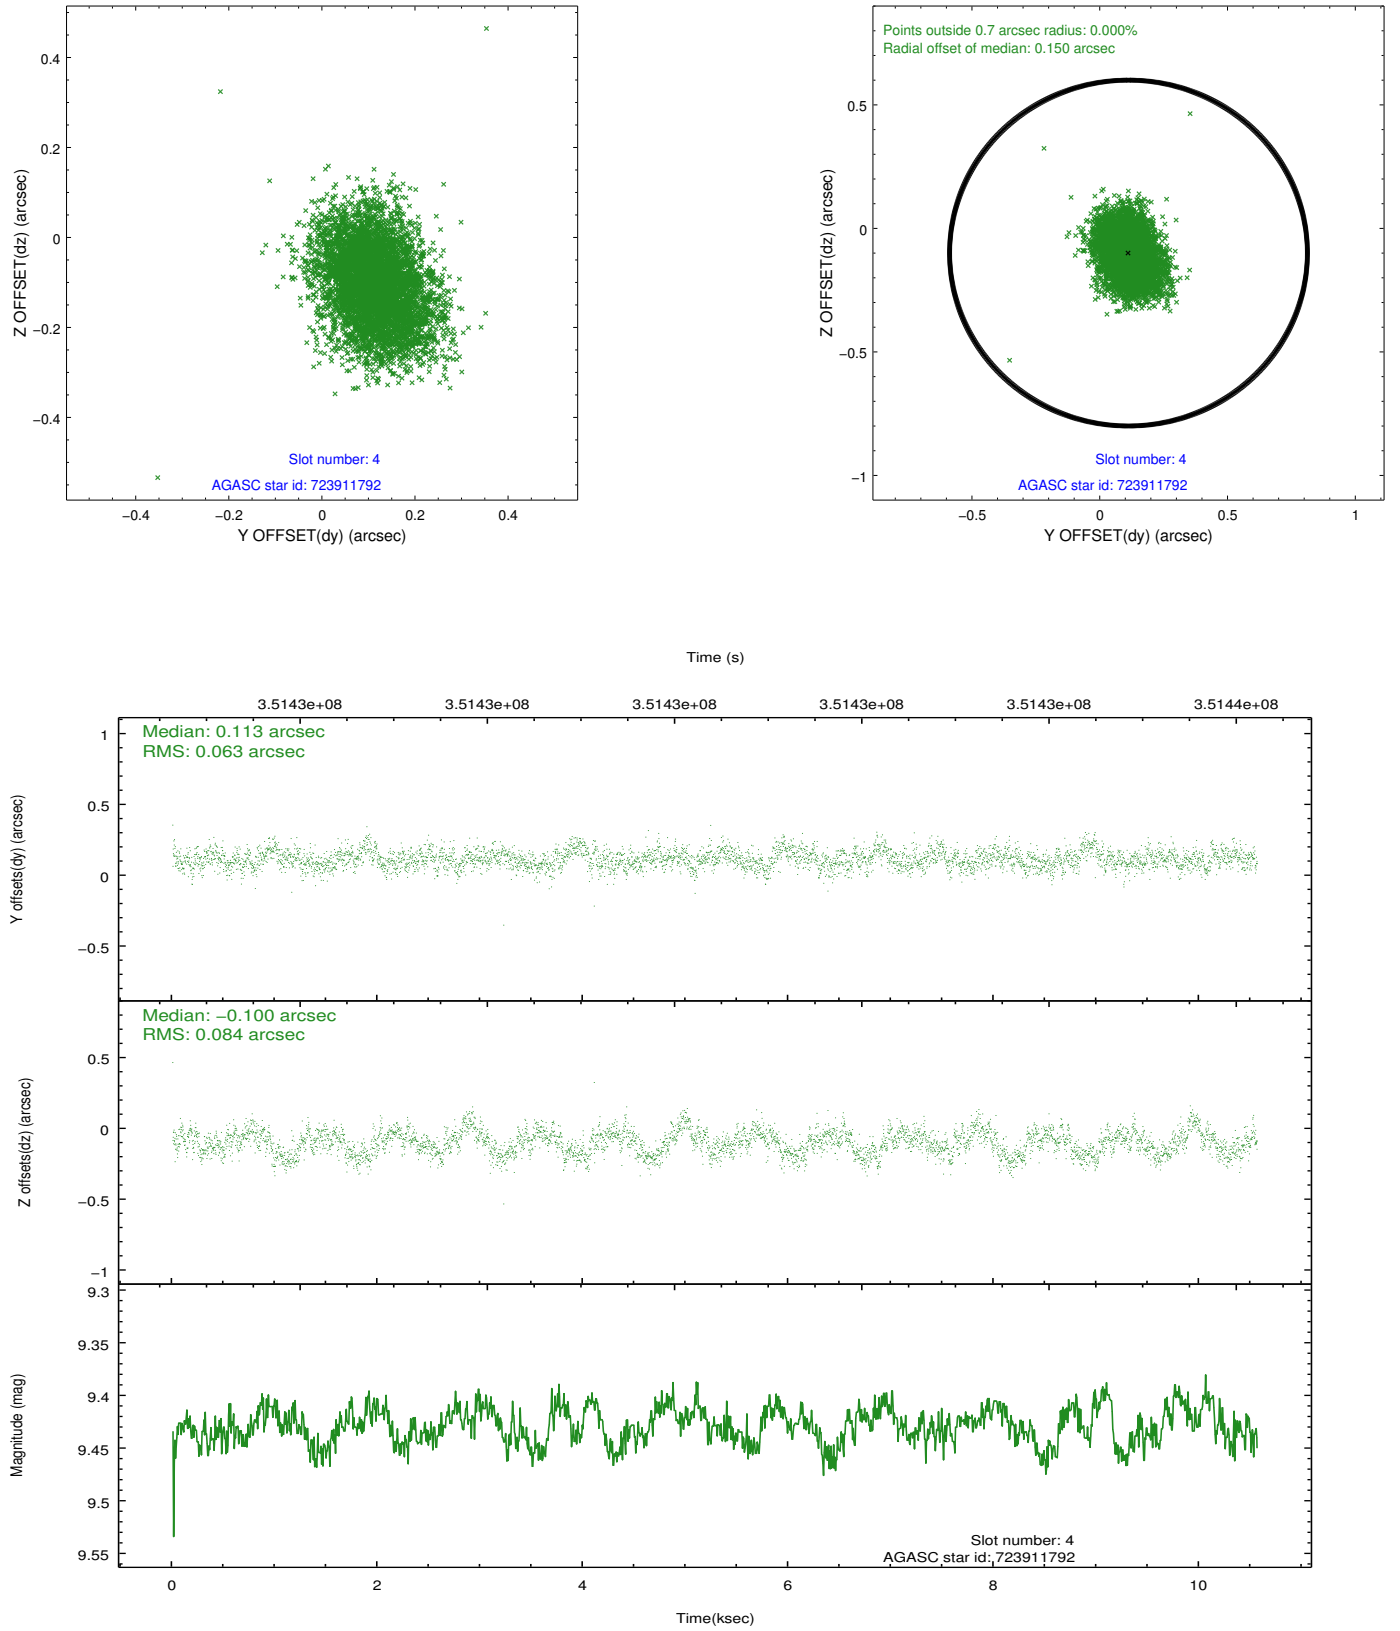 0.4
0.2
0
−0.2
−0.4
Z OFFSET(dz) (arcsec)
Slot number: 4
AGASC star id: 723911792
−0.4 −0.2 0 0.2 0.4
Y OFFSET(dy) (arcsec)
Points outside 0.7 arcsec radius: 0.000%
Radial offset of median: 0.150 arcsec
0.5
0
−0.5
−1
Z OFFSET(dz) (arcsec)
Slot number: 4
AGASC star id: 723911792
−0.5 0 0.5 1
Y OFFSET(dy) (arcsec)
Time (s)
3.5143e+08 3.5143e+08 3.5143e+08 3.5143e+08 3.5143e+08 3.5144e+08
Median: 0.113 arcsec
RMS: 0.063 arcsec
1
0.5
0
−0.5
Y offsets(dy) (arcsec)
Median: −0.100 arcsec
RMS: 0.084 arcsec
0.5
0
−0.5
−1
Z offsets(dz) (arcsec)
9.3
9.35
9.4
9.45
9.5
9.55
Magnitude (mag)
Slot number: 4
AGASC star id: 723911792
0 2 4 6 8 10
Time(ksec)